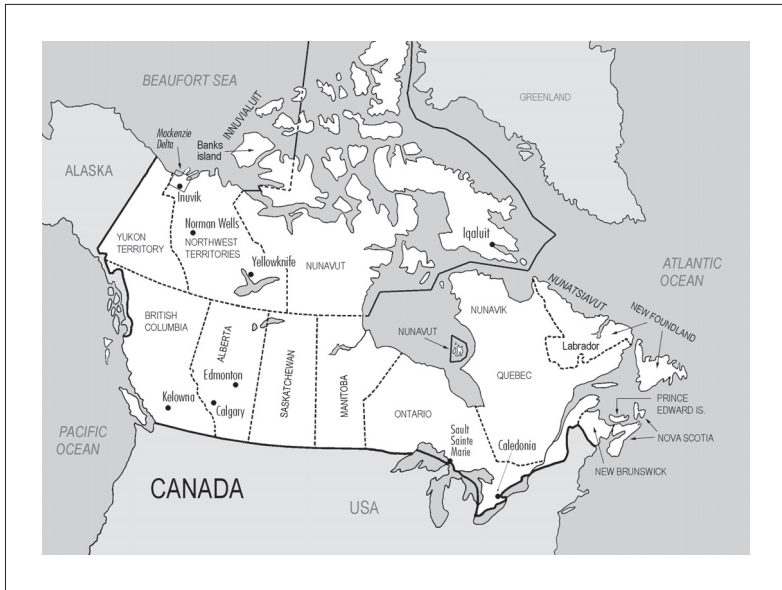 BEAUFORT SEA
GREENLAND
INNUVIALUIT
Mackenzie
Delta
Banks
island
ALASKA
Inuvik
Norman Wells
YUKON
TERRITORY
NORTHWEST
TERRITORIES
Yellowknife
NUNAVUT
Iqaluit
ATLANTIC
OCEAN
NUNATSIAVUT
NEW FOUNDLAND
BRITISH
COLUMBIA
ALBERTA
SASKATCHEWAN
MANITOBA
NUNAVUT
NUNAVIK
Labrador
QUEBEC
Edmonton
Kelowna
Calgary
ONTARIO
PRINCE
EDWARD IS.
NOVA SCOTIA
NEW BRUNSWICK
Sault
Sainte
Marie
Caledonia
PACIFIC
OCEAN
CANADA
USA